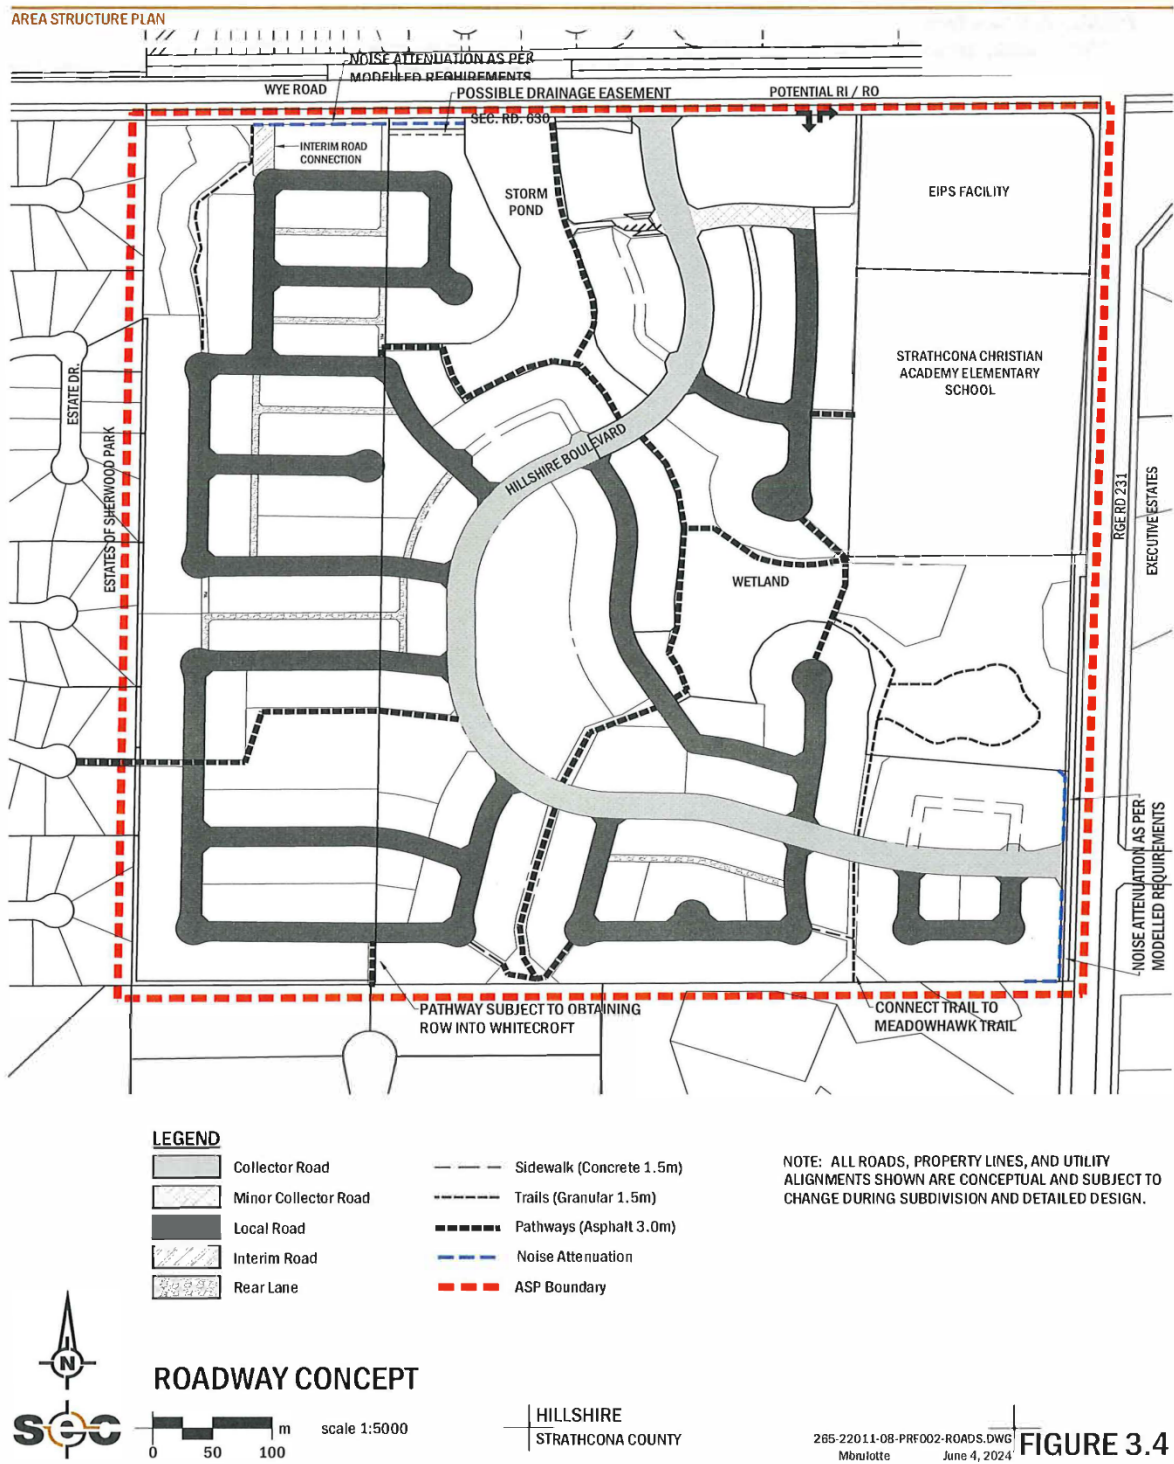 AREA STRUCTURE PLAN
NOISE ATTENUATION AS PER
MODELLED REQUIREMENTS
WYE ROAD
POSSIBLE DRAINAGE EASEMENT
POTENTIAL RI / RO
SEC. RD. 630
INTERIM ROAD
CONNECTION
STORM
POND
EIPS FACILITY
STRATHCONA CHRISTIAN
ACADEMY ELEMENTARY
SCHOOL
ESTATE DR.
ESTATES OF SHERWOOD PARK
HILLSHIRE BOULEVARD
RGE RD 231
EXECUTIVE ESTATES
WETLAND
NOISE ATTENUATION AS PER
MODELLED REQUIREMENTS
PATHWAY SUBJECT TO OBTAINING
ROW INTO WHITECROFT
CONNECT TRAIL TO
MEADOWHAWK TRAIL
LEGEND
Collector Road
Minor Collector Road
Local Road
Interim Road
Rear Lane
Sidewalk (Concrete 1.5m)
Trails (Granular 1.5m)
Pathways (Asphalt 3.0m)
Noise Attenuation
ASP Boundary
NOTE: ALL ROADS, PROPERTY LINES, AND UTILITY
ALIGNMENTS SHOWN ARE CONCEPTUAL AND SUBJECT TO
CHANGE DURING SUBDIVISION AND DETAILED DESIGN.
N
ROADWAY CONCEPT
sec
m
0 50 100
scale 1:5000
HILLSHIRE
STRATHCONA COUNTY
265-22011-08-PRF002-ROADS.DWG
Mbrulotte June 4, 2024
FIGURE 3.4